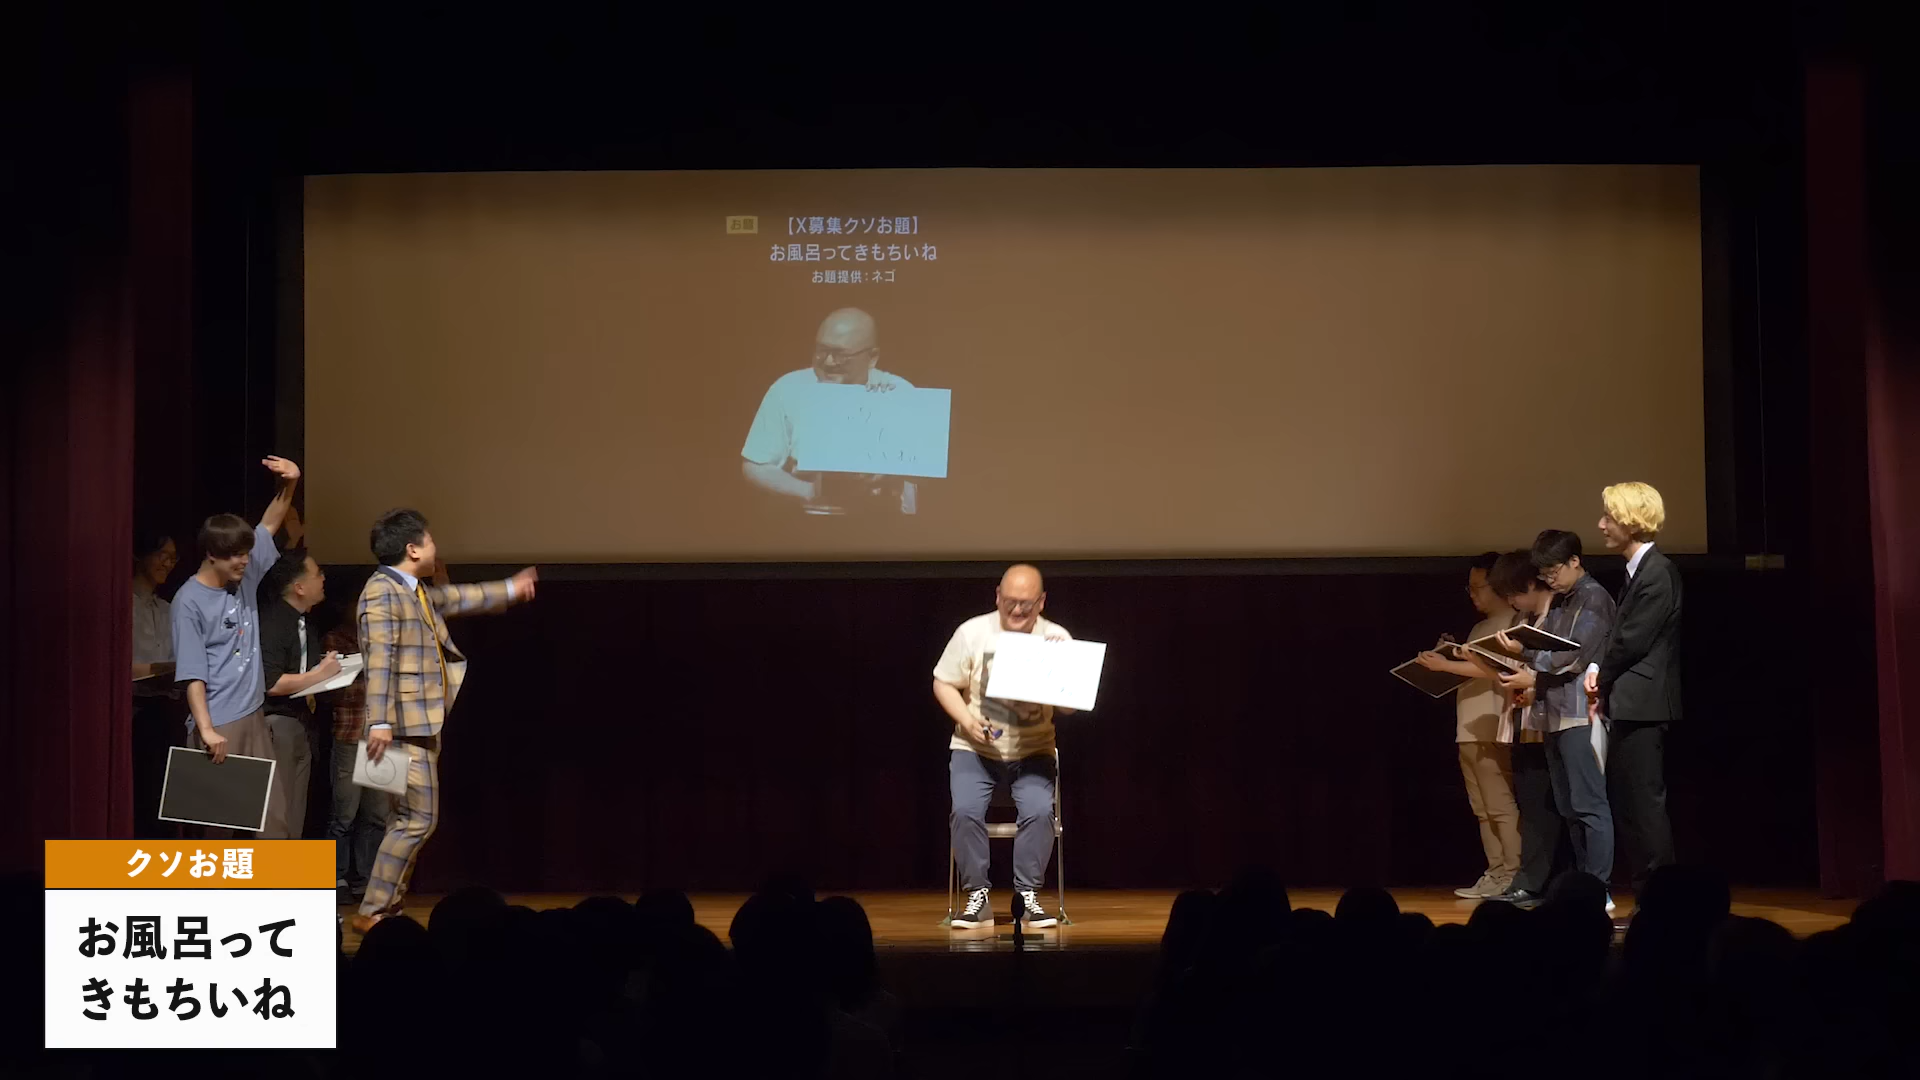 お題
【X募集クソお題】
お風呂ってきもちいね
お題提供：ネゴ
クソお題
お風呂って
きもちいね